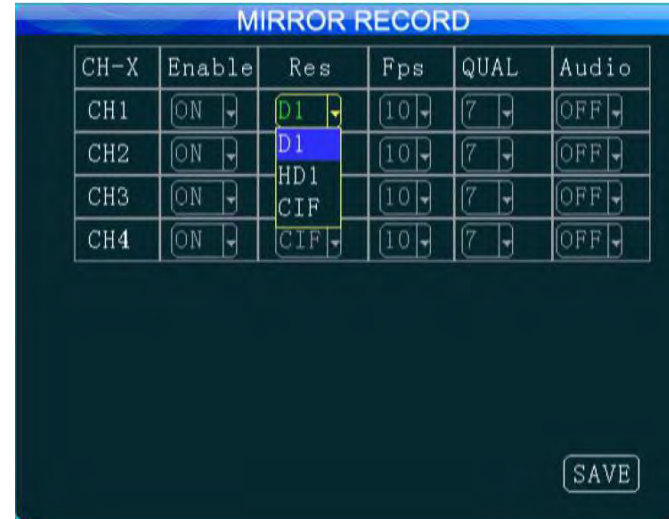 MIRROR RECORD
CH-X Enable Res Fps QUAL Audio
CH1 ON D1 10 7 OFF
CH2 ON D1 10 7 OFF
HD1
CH3 ON CIF 10 7 OFF
CH4 ON CIF 10 7 OFF
SAVE